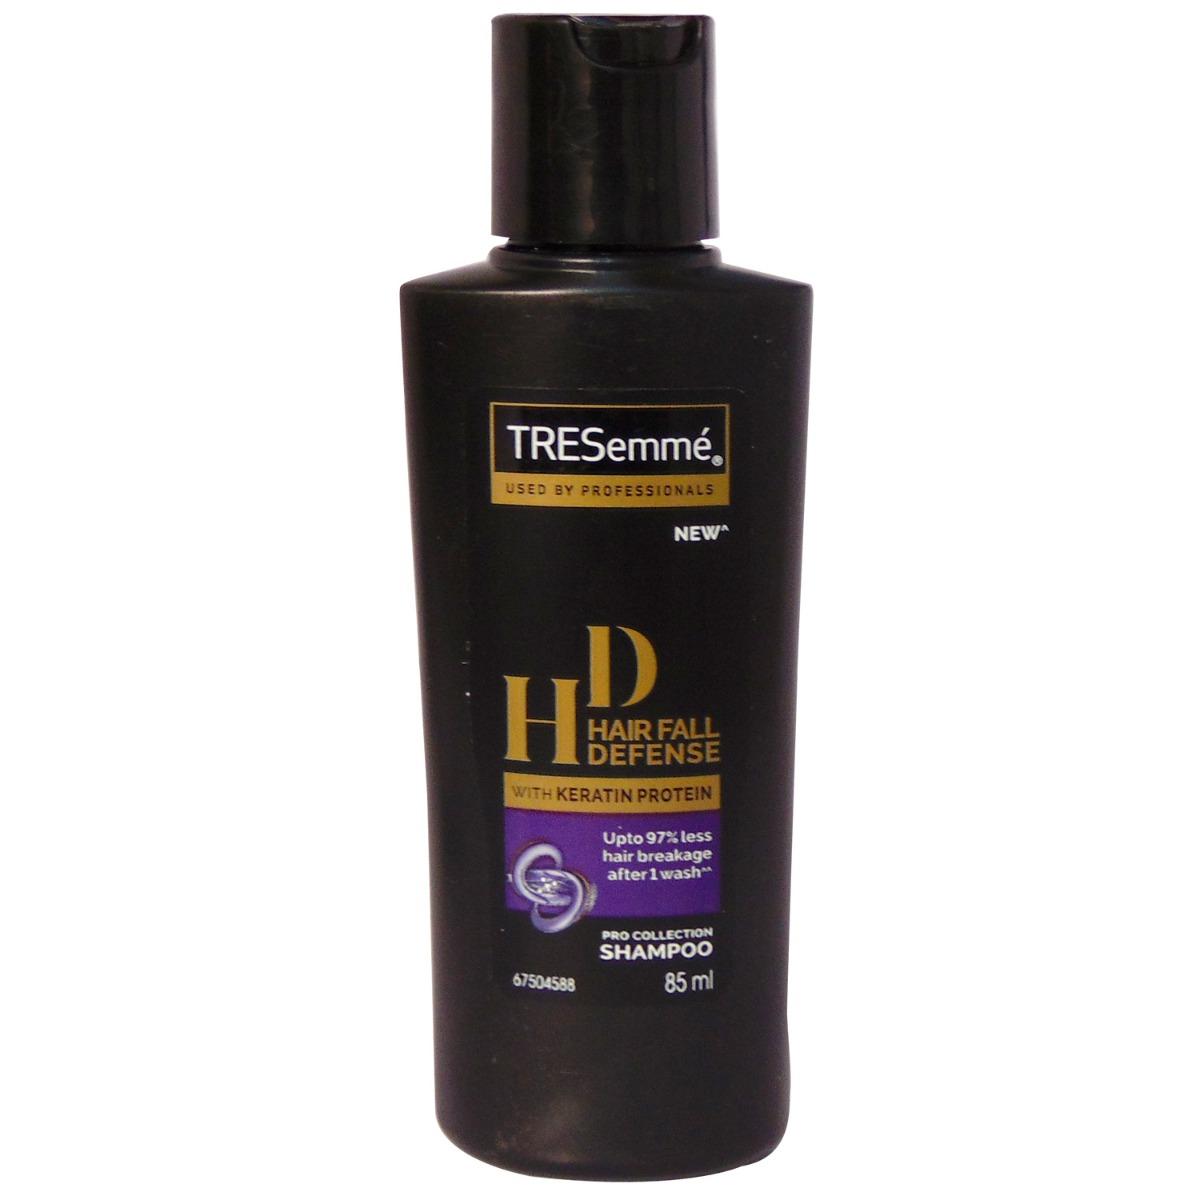 TRESemmé®
USED BY PROFESSIONALS
NEW^
HD
HAIR FALL
DEFENSE
WITH KERATIN PROTEIN
Upto 97% less
hair breakage
after 1 wash^^
PRO COLLECTION
SHAMPOO
67504588 85 ml